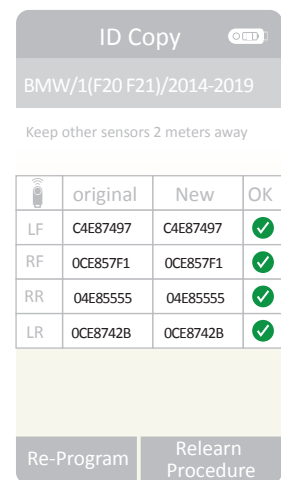 ID Copy
BMW/1(F20 F21)/2014-2019
Keep other sensors 2 meters away
original New OK
LF C4E87497 C4E87497
RF 0CE857F1 0CE857F1
RR 04E85555 04E85555
LR 0CE8742B 0CE8742B
Re-Program
Relearn
Procedure